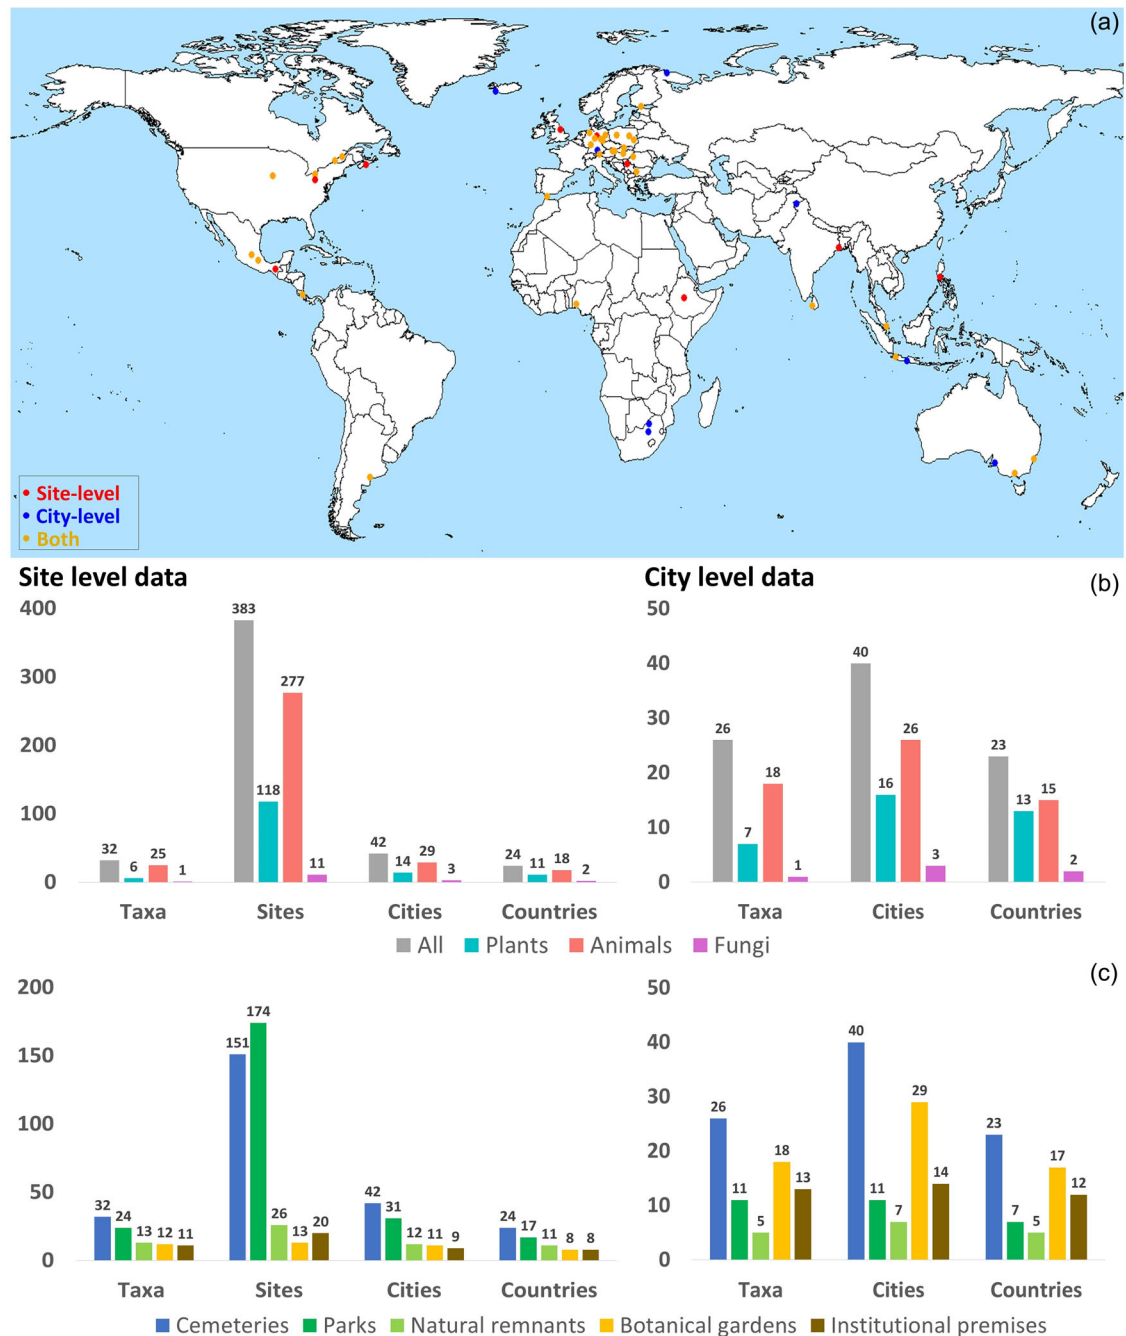 (a)
Site-level
City-level
Both
Site level data
City level data
(b)
400
300
200
100
0
383
277
118
32
6
25
1
11
42
14
29
3
24
11
18
2
Taxa
Sites
Cities
Countries
50
40
30
20
10
0
26
7
18
1
40
16
26
3
23
13
15
2
Taxa
Cities
Countries
All
Plants
Animals
Fungi
(c)
200
150
100
50
0
32
24
13
12
11
151
174
26
13
20
42
31
12
11
9
24
17
11
8
8
Taxa
Sites
Cities
Countries
50
40
30
20
10
0
26
11
5
18
13
40
11
7
29
14
23
7
5
17
12
Taxa
Cities
Countries
Cemeteries
Parks
Natural remnants
Botanical gardens
Institutional premises